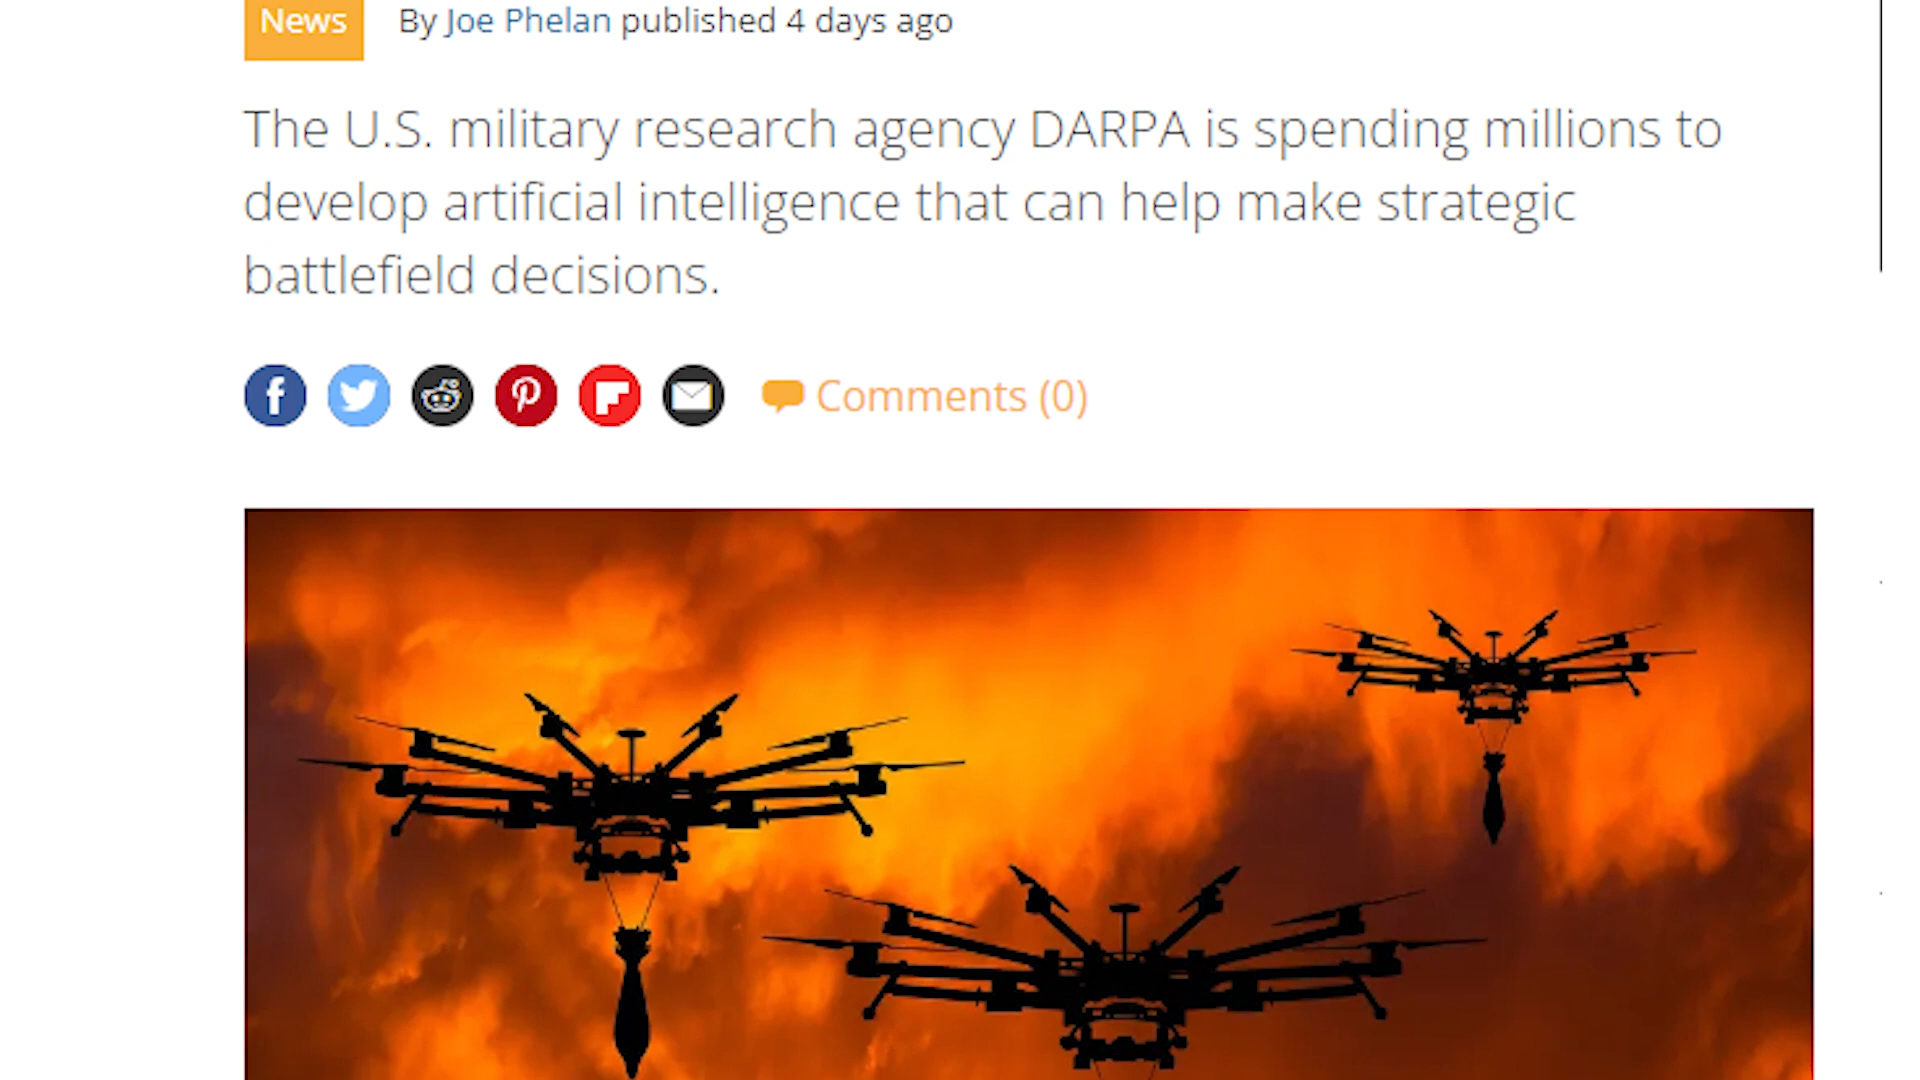 News
By Joe Phelan published 4 days ago
The U.S. military research agency DARPA is spending millions to
develop artificial intelligence that can help make strategic
battlefield decisions.
Comments (0)